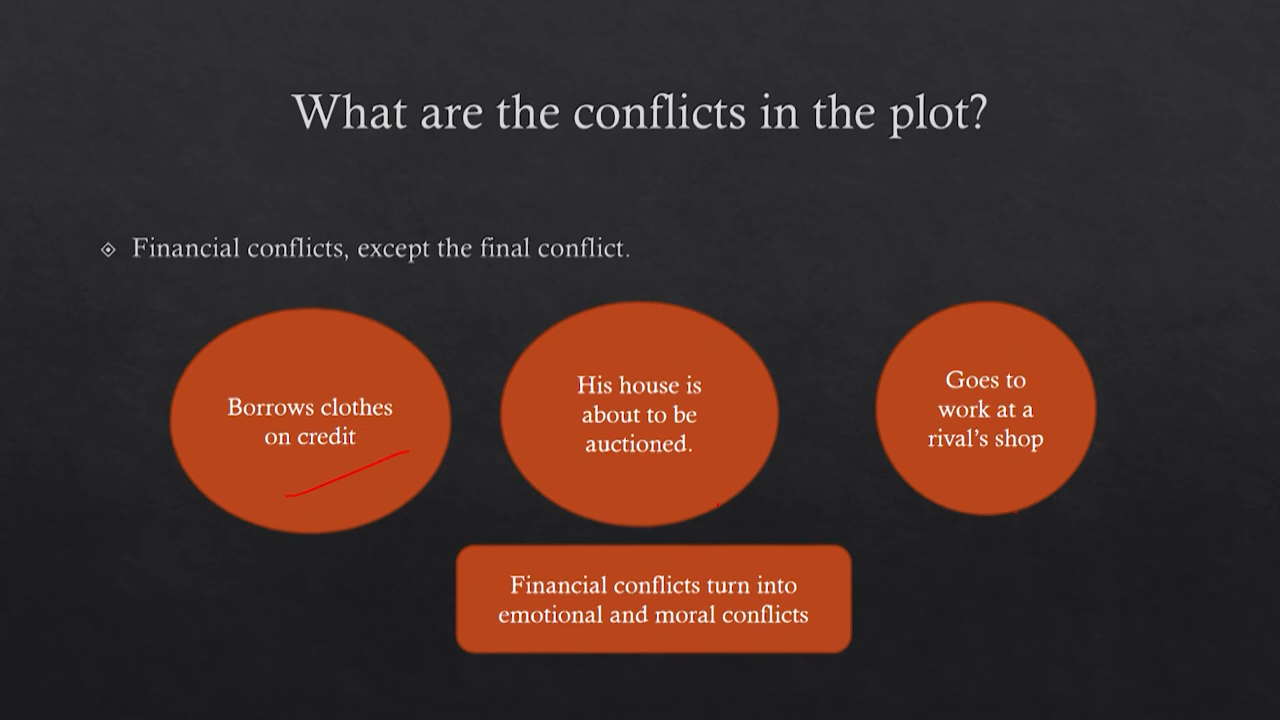 What are the conflicts in the plot?
Financial conflicts, except the final conflict.
Borrows clothes
on credit
His house is
about to be
auctioned.
Goes to
work at a
rival’s shop
Financial conflicts turn into
emotional and moral conflicts